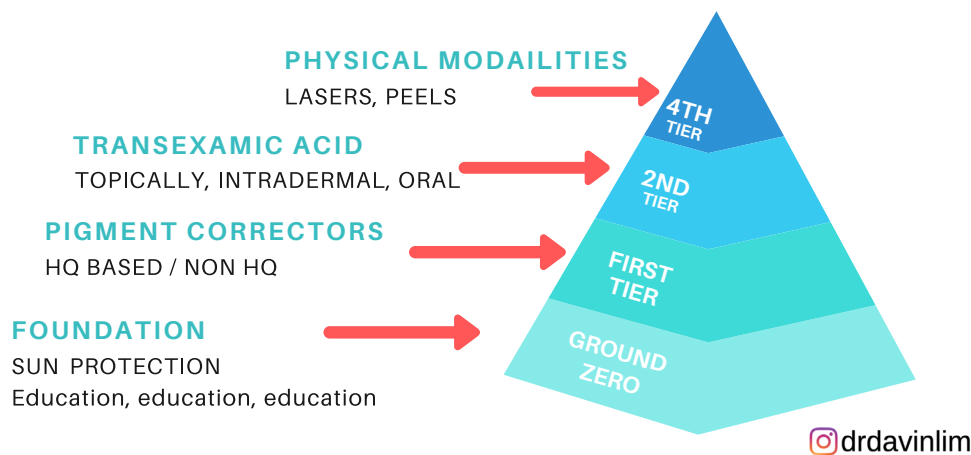 PHYSICAL MODAILITIES
LASERS, PEELS
4TH
TIER
TRANSEXAMIC ACID
TOPICALLY, INTRADERMAL, ORAL
2ND
TIER
PIGMENT CORRECTORS
HQ BASED / NON HQ
FIRST
TIER
FOUNDATION
SUN PROTECTION
Education, education, education
GROUND
ZERO
drdavinlim